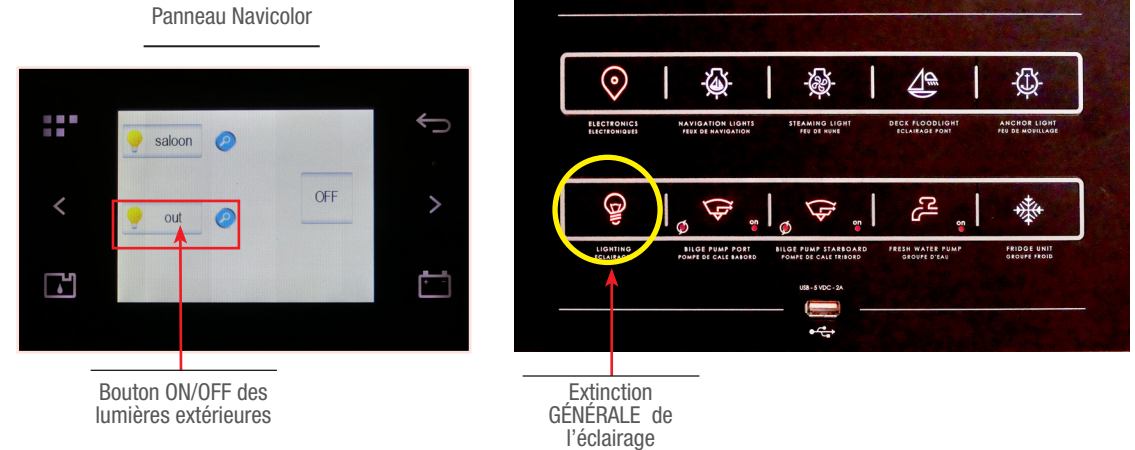 Panneau Navicolor
saloon
OFF
out
Bouton ON/OFF des
lumières extérieures
ELECTRONICS
ELECTRONIQUES
NAVIGATION LIGHTS
FEUX DE NAVIGATION
STEAMING LIGHT
FEU DE HUNE
DECK FLOODLIGHT
ECLAIRAGE PONT
ANCHOR LIGHT
FEU DE MOUILLAGE
on
on
on
LIGHTING
ECLAIRAGE
BILGE PUMP PORT
POMPE DE CALE BABORD
BILGE PUMP STARBOARD
POMPE DE CALE TRIBORD
FRESH WATER PUMP
GROUPE D'EAU
FRIDGE UNIT
GROUPE FROID
USB - 5 VDC - 2A
Extinction
GÉNÉRALE de
l'éclairage